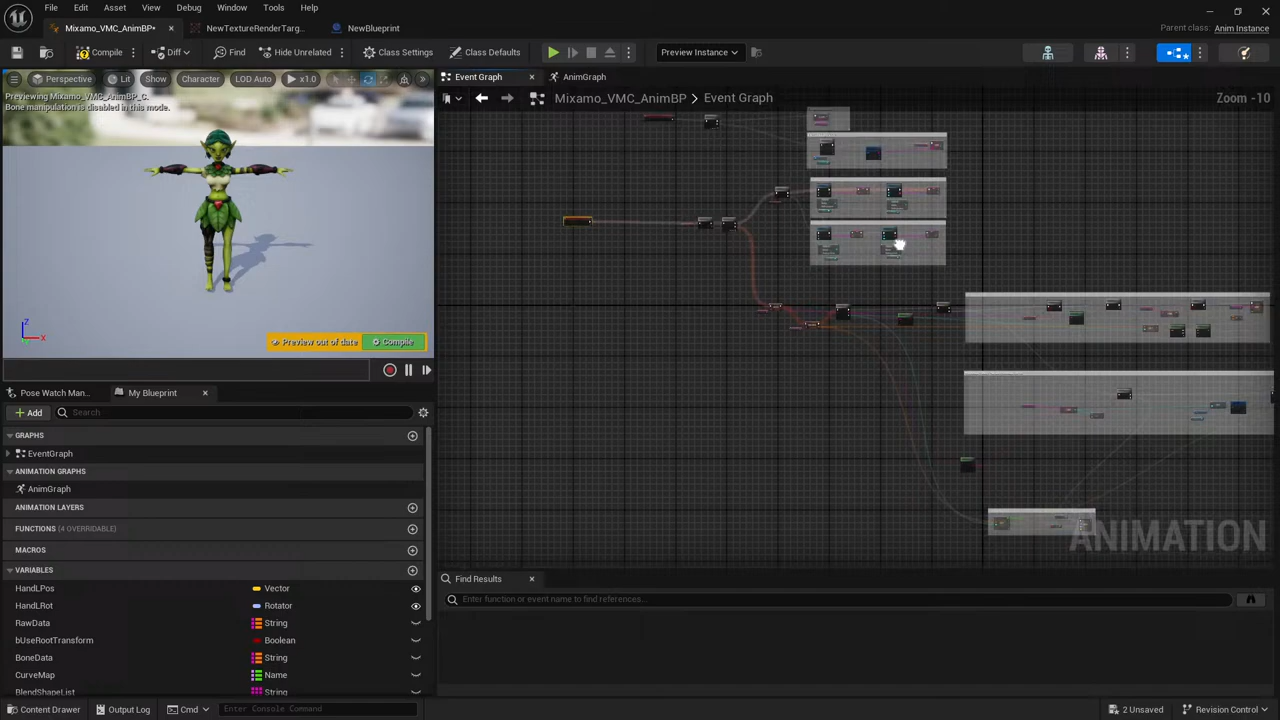 File Edit Asset View Debug Window Tools Help
Mixamo_VMC_AnimBP•
NewTextureRenderTarg...
NewBlueprint
Parent class: Anim Instance
Compile Diff Find Hide Unrelated Class Settings Class Defaults Preview Instance
Perspective Lit Show Character LOD Auto x1.0
Previewing Mixamo_VMC_AnimBP_C.
Bone manipulation is disabled in this mode.
Z
X
Preview out of date Compile
Event Graph
AnimGraph
Mixamo_VMC_AnimBP > Event Graph
Zoom -10
ANIMATION
Pose Watch Man...
My Blueprint
Add Search
GRAPHS
EventGraph
ANIMATION GRAPHS
AnimGraph
ANIMATION LAYERS
FUNCTIONS (4 OVERRIDABLE)
MACROS
VARIABLES
HandLPos Vector
HandLRot Rotator
RawData String
bUseRootTransform Boolean
BoneData String
CurveMap Name
BlendShapeList String
Find Results
Enter function or event name to find references...
Content Drawer Output Log Cmd Enter Console Command
2 Unsaved Revision Control